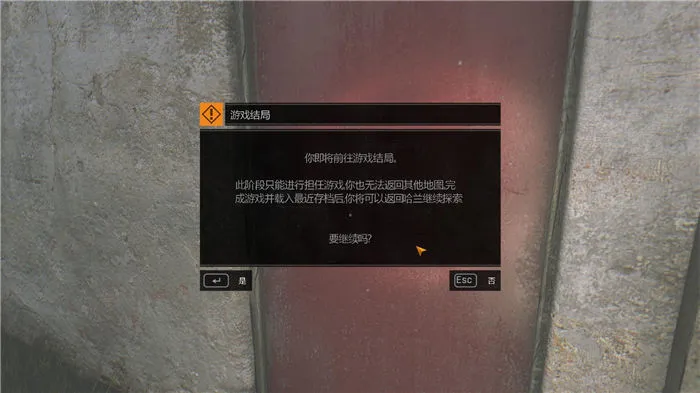 游戏结局
你即将前往游戏结局。
此阶段只能进行担任游戏,你也无法返回其他地图,完
成游戏并载入最近存档后,你将可以返回哈兰继续探索
。
要继续吗?
是
Esc 否